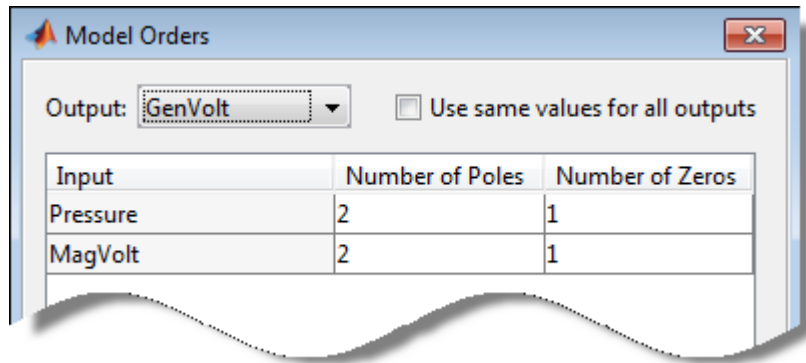 Model Orders
Output: GenVolt Use same values for all outputs
Input Number of Poles Number of Zeros
Pressure 2 1
MagVolt 2 1